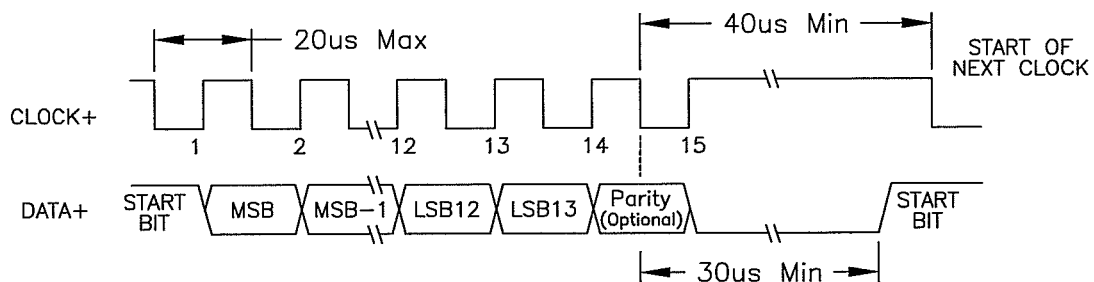 20us Max
40us Min
START OF
NEXT CLOCK
CLOCK+
1 2 12 13 14 15
DATA+
START
BIT
MSB
MSB-1
LSB12
LSB13
Parity
(Optional)
START
BIT
30us Min